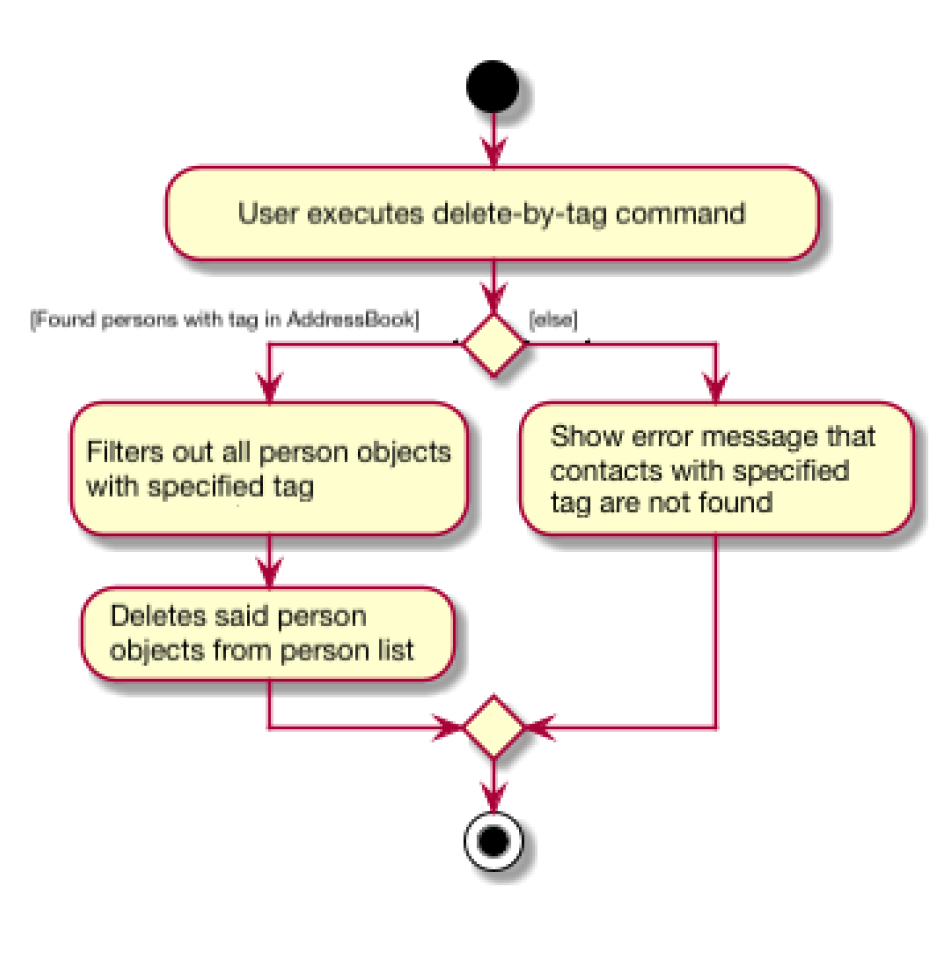 User executes delete-by-tag command
[Found persons with tag in AddressBook]
[else]
Filters out all person objects
with specified tag
Show error message that
contacts with specified
tag are not found
Deletes said person
objects from person list